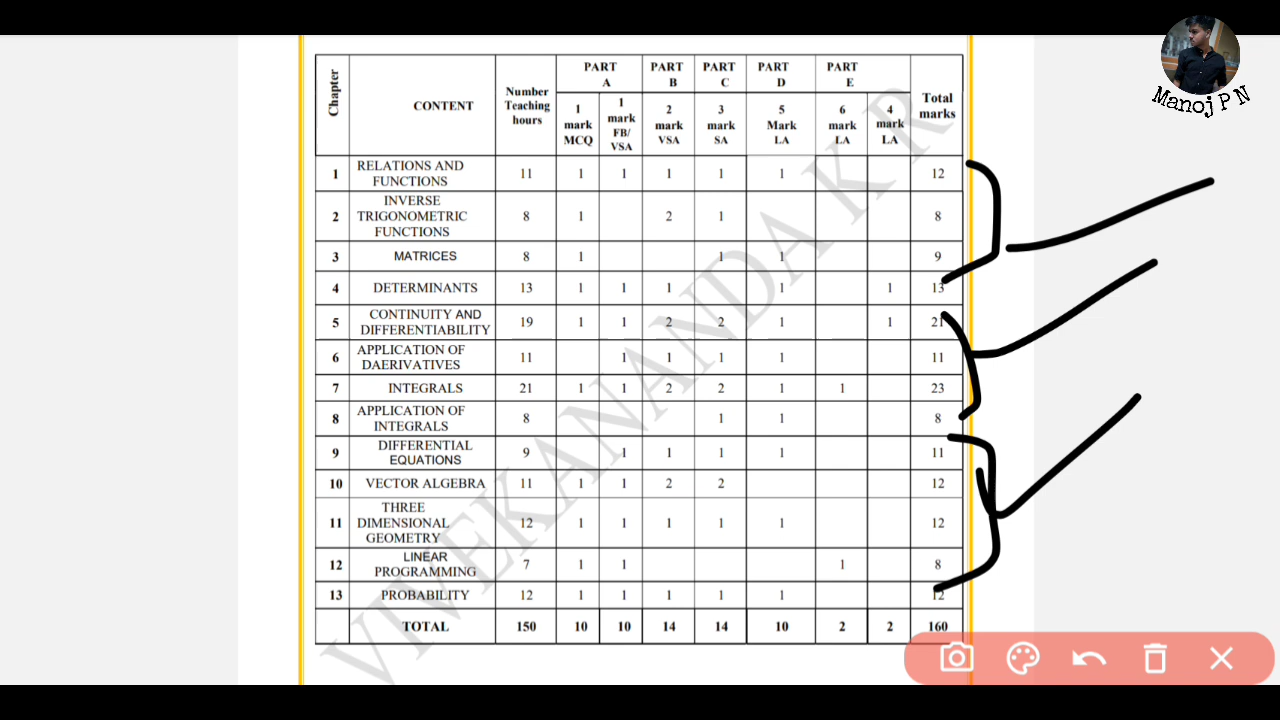 Manoj P N
Chapter
CONTENT
Number
Teaching
hours
PART
A
PART
B
PART
C
PART
D
PART
E
Total
marks
1
mark
MCQ
1
mark
FB/
VSA
2
mark
VSA
3
mark
SA
5
Mark
LA
6
mark
LA
4
mark
LA
1 RELATIONS AND FUNCTIONS 11 1 1 1 1 1 12
2 INVERSE TRIGONOMETRIC FUNCTIONS 8 1 2 1 8
3 MATRICES 8 1 1 1 9
4 DETERMINANTS 13 1 1 1 1 1 13
5 CONTINUITY AND DIFFERENTIABILITY 19 1 1 2 2 1 1 21
6 APPLICATION OF DAERIVATIVES 11 1 1 1 1 11
7 INTEGRALS 21 1 1 2 2 1 1 23
8 APPLICATION OF INTEGRALS 8 1 1 8
9 DIFFERENTIAL EQUATIONS 9 1 1 1 1 11
10 VECTOR ALGEBRA 11 1 1 2 2 12
11 THREE DIMENSIONAL GEOMETRY 12 1 1 1 1 1 12
12 LINEAR PROGRAMMING 7 1 1 1 8
13 PROBABILITY 12 1 1 1 1 1 12
TOTAL 150 10 10 14 14 10 2 2 160
VIVEKANANDA K R